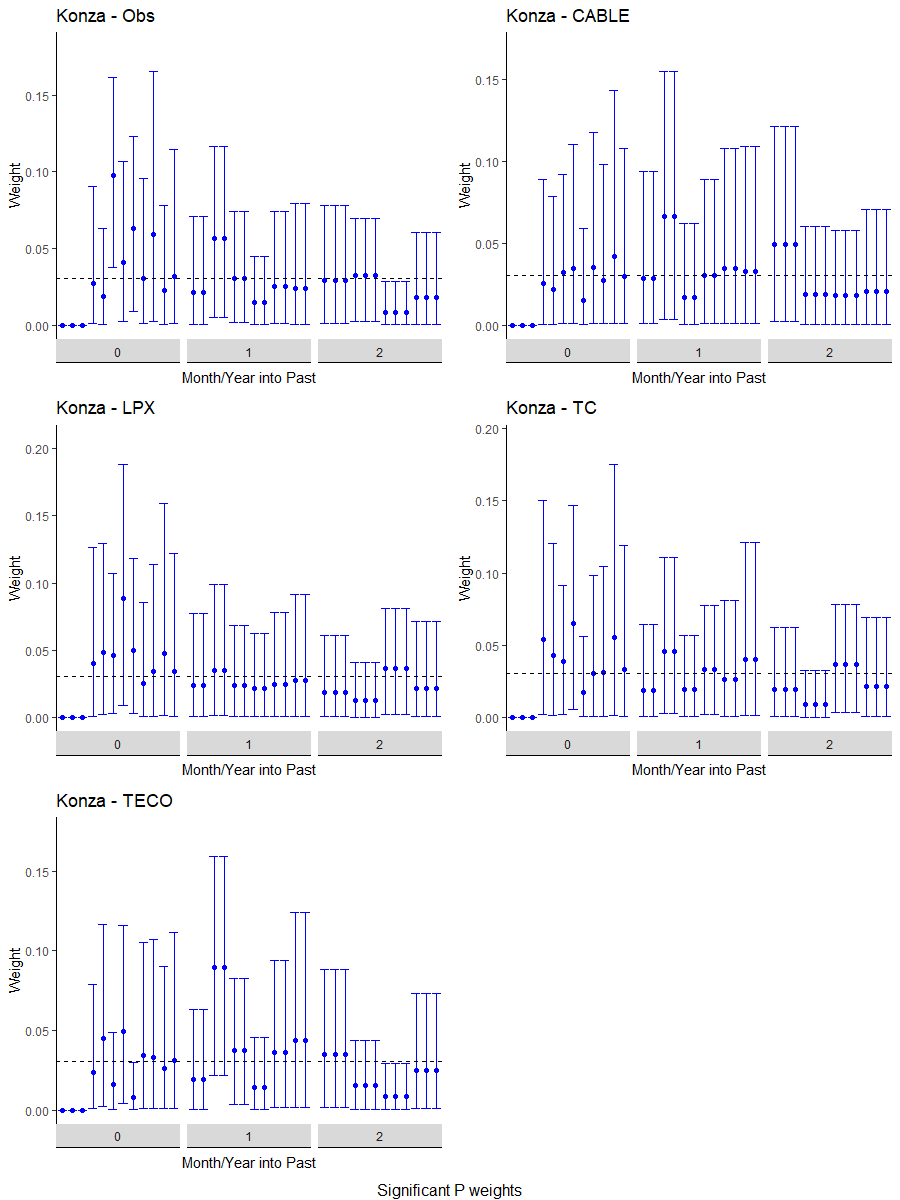 Konza - Obs
Weight
0.15
0.10
0.05
0.00
0
1
2
Month/Year into Past
Konza - CABLE
Weight
0.15
0.10
0.05
0.00
0
1
2
Month/Year into Past
Konza - LPX
Weight
0.20
0.15
0.10
0.05
0.00
0
1
2
Month/Year into Past
Konza - TC
Weight
0.20
0.15
0.10
0.05
0.00
0
1
2
Month/Year into Past
Konza - TECO
Weight
0.15
0.10
0.05
0.00
0
1
2
Month/Year into Past
Significant P weights